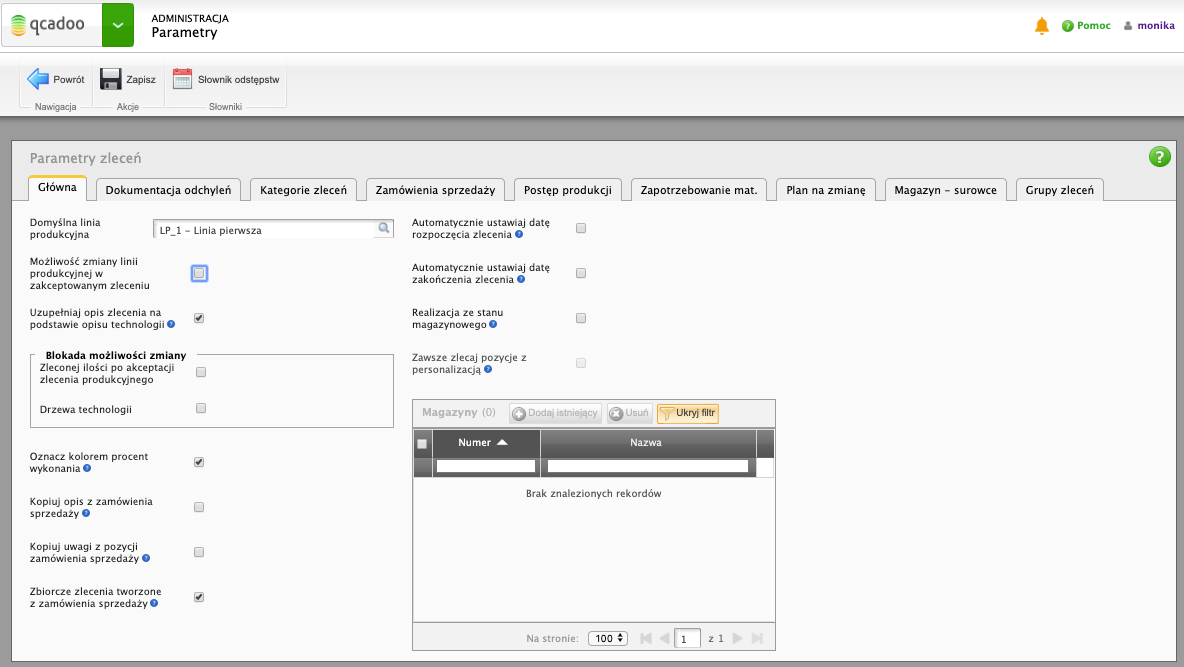 qcadoo
ADMINISTRACJA
Parametry
Pomoc
monika
Powrót
Zapisz
Słownik odstępstw
Nawigacja
Akcje
Słowniki
Parametry zleceń
?
Główna
Dokumentacja odchyleń
Kategorie zleceń
Zamówienia sprzedaży
Postęp produkcji
Zapotrzebowanie mat.
Plan na zmianę
Magazyn – surowce
Grupy zleceń
Domyślna linia
produkcyjna
LP_1 – Linia pierwsza
Możliwość zmiany linii
produkcyjnej w
zakceptowanym zleceniu
Uzupełniaj opis zlecenia na
podstawie opisu technologii
Blokada możliwości zmiany
Zleconej ilości po akceptacji
zlecenia produkcyjnego
Drzewa technologii
Oznacz kolorem procent
wykonania
Kopiuj opis z zamówienia
sprzedaży
Kopiuj uwagi z pozycji
zamówienia sprzedaży
Zbiorcze zlecenia tworzone
z zamówienia sprzedaży
Automatycznie ustawiaj datę
rozpoczęcia zlecenia
Automatycznie ustawiaj datę
zakończenia zlecenia
Realizacja ze stanu
magazynowego
Zawsze zlecaj pozycje z
personalizacją
Magazyny (0)
Dodaj istniejący
Usuń
Ukryj filtr
Numer
Nazwa
Brak znalezionych rekordów
Na stronie:
100
1
z 1